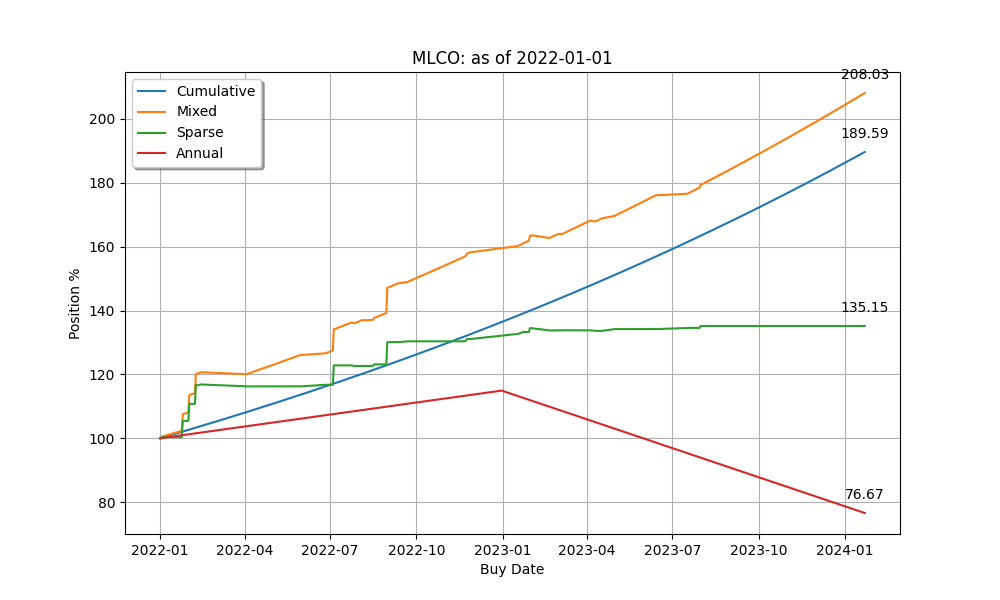 MLCO: as of 2022-01-01
Cumulative
Mixed
Sparse
Annual
208.03
189.59
135.15
76.67
Position %
200
180
160
140
120
100
80
2022-01 2022-04 2022-07 2022-10 2023-01 2023-04 2023-07 2023-10 2024-01
Buy Date